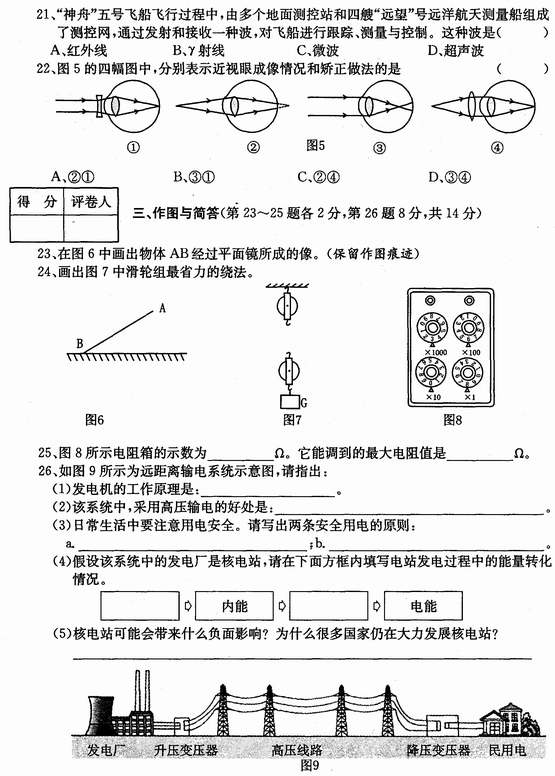 21、“神舟”五号飞船飞行过程中,由多个地面测控站和四艘“远望”号远洋航天测量船组成
了测控网,通过发射和接收一种波,对飞船进行跟踪、测量与控制。这种波是( )
A、红外线 B、γ射线 C、微波 D、超声波
22、图5的四幅图中,分别表示近视眼成像情况和矫正做法的是 ( )
① ② ③ ④
图5
A、②① B、③① C、②④ D、③④
得 分 评卷人
三、作图与简答(第23～25题各2分,第26题8分,共14分)
23、在图6中画出物体AB经过平面镜所成的像。(保留作图痕迹)
24、画出图7中滑轮组最省力的绕法。
A
B
G
×1000 ×100
×10 ×1
图6 图7 图8
25、图8所示电阻箱的示数为________Ω。它能调到的最大电阻值是________Ω。
26、如图9所示为远距离输电系统示意图,请指出:
(1)发电机的工作原理是:________。
(2)该系统中,采用高压输电的好处是:________。
(3)日常生活中要注意用电安全。请写出两条安全用电的原则:
a.________;b.________。
(4)假设该系统中的发电厂是核电站,请在下面方框内填写电站发电过程中的能量转化
情况。
内能 电能
(5)核电站可能会带来什么负面影响?为什么很多国家仍在大力发展核电站?
发电厂 升压变压器 高压线路 降压变压器 民用电
图9